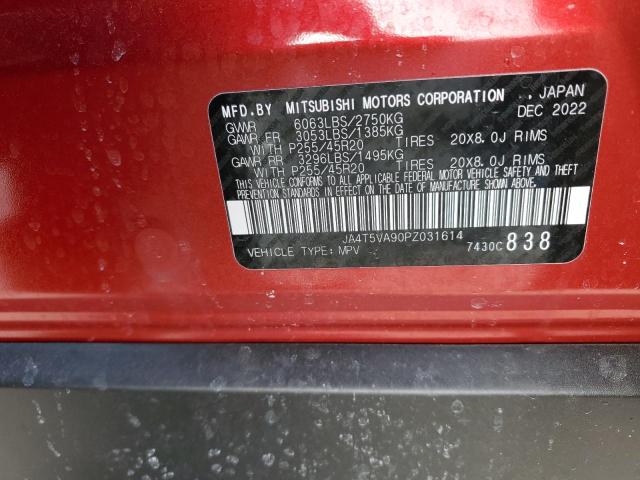 MFD.BY MITSUBISHI MOTORS CORPORATION JAPAN
DEC 2022
GVWR 6063LBS/2750KG
GAWR FR 3053LBS/1385KG
WITH P255/45R20 TIRES 20X8.0J RIMS
GAWR RR 3296LBS/1495KG
WITH P255/45R20 TIRES 20X8.0J RIMS
THIS VEHICLE CONFORMS TO ALL APPLICABLE FEDERAL MOTOR VEHICLE SAFETY AND THEFT
PREVENTION STANDARDS IN EFFECT ON THE DATE OF MANUFACTURE SHOWN ABOVE.
JA4T5VA90PZ031614
VEHICLE TYPE: MPV 7430C 838